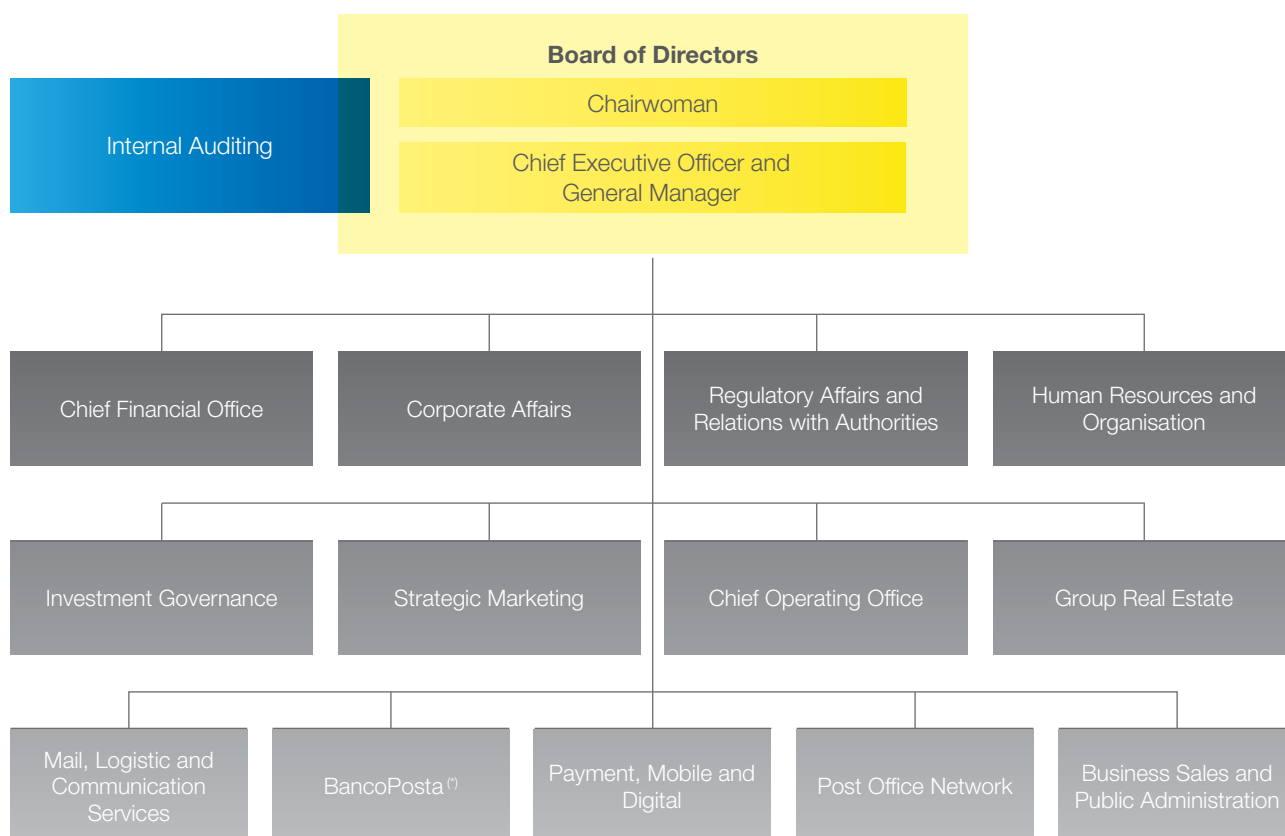 Board of Directors
Chairwoman
Internal Auditing
Chief Executive Officer and
General Manager
Chief Financial Office
Corporate Affairs
Regulatory Affairs and
Relations with Authorities
Human Resources and
Organisation
Investment Governance
Strategic Marketing
Chief Operating Office
Group Real Estate
Mail, Logistic and
Communication
Services
BancoPosta (*)
Payment, Mobile and
Digital
Post Office Network
Business Sales and
Public Administration